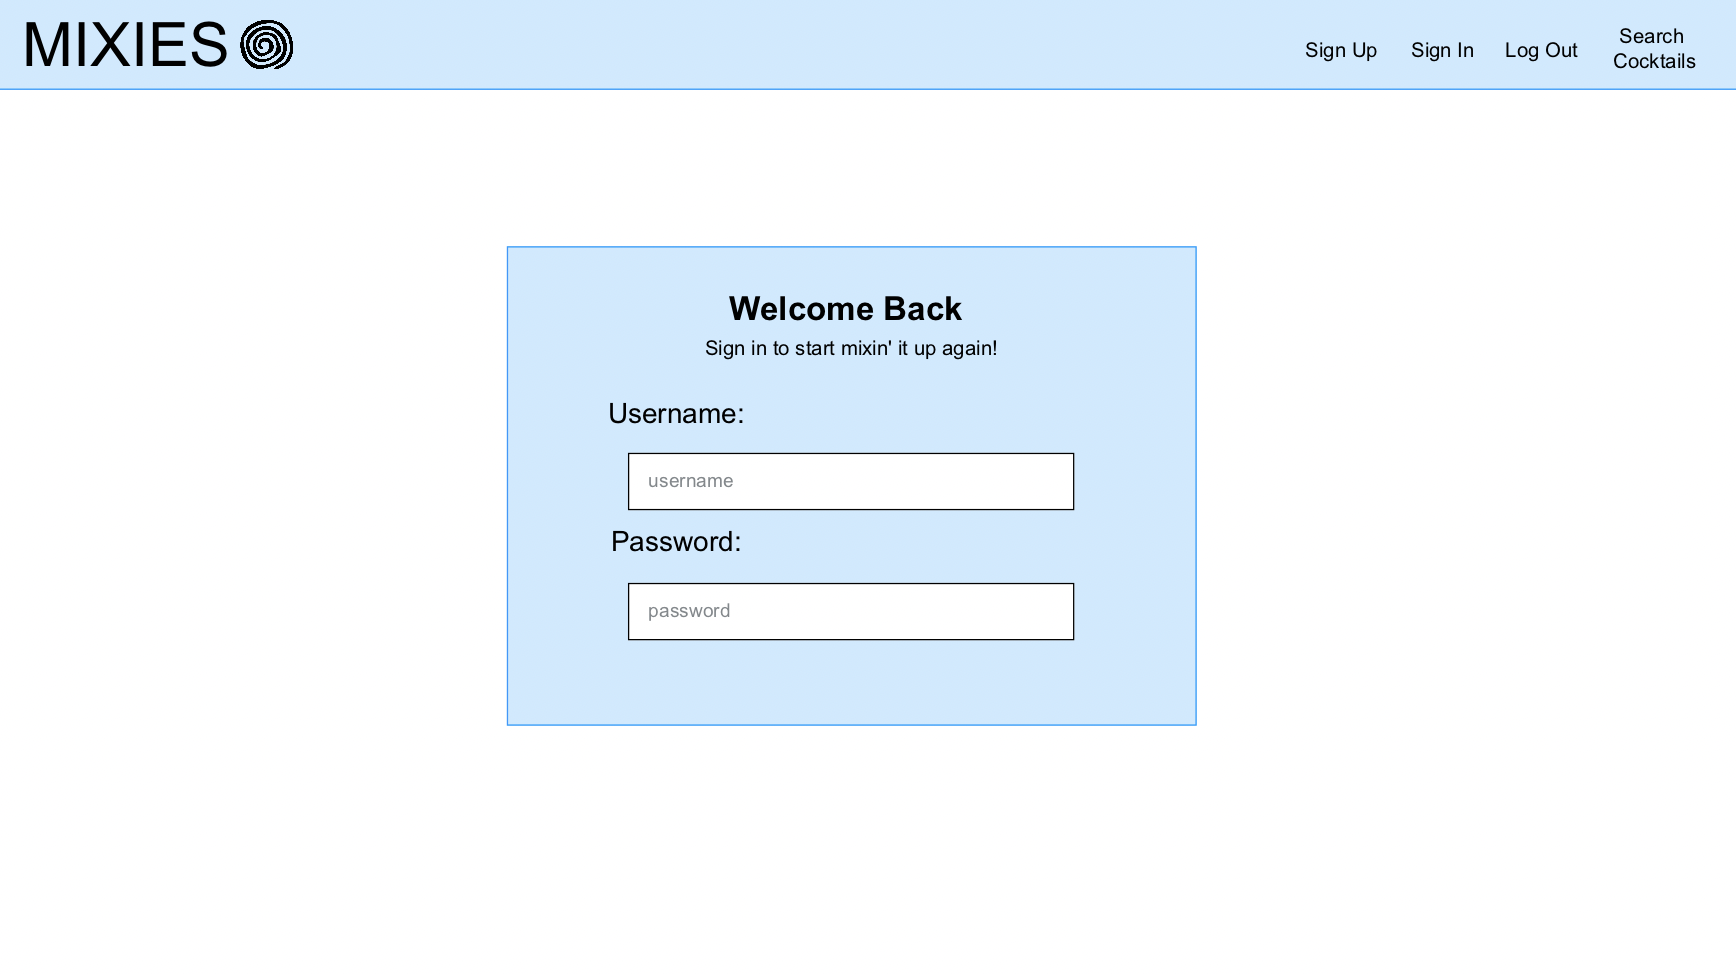 MIXIES
Sign Up
Sign In
Log Out
Search
Cocktails
Welcome Back
Sign in to start mixin' it up again!
Username:
username
Password:
password